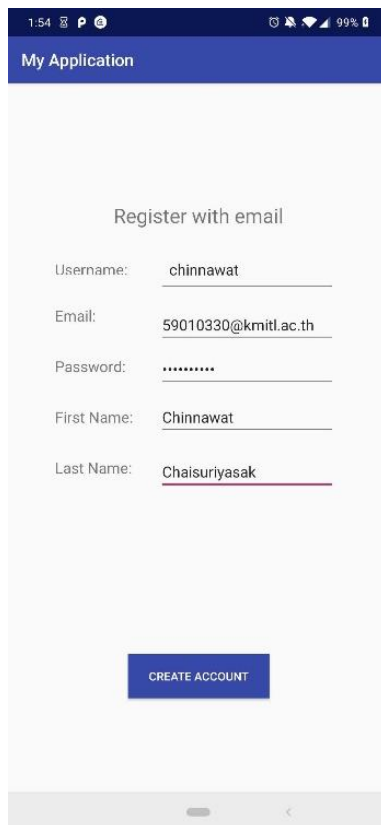 1:54 99%
My Application
Register with email
Username: chinnawat
Email: 59010330@kmitl.ac.th
Password: ••••••••••
First Name: Chinnawat
Last Name: Chaisuriyasak
CREATE ACCOUNT